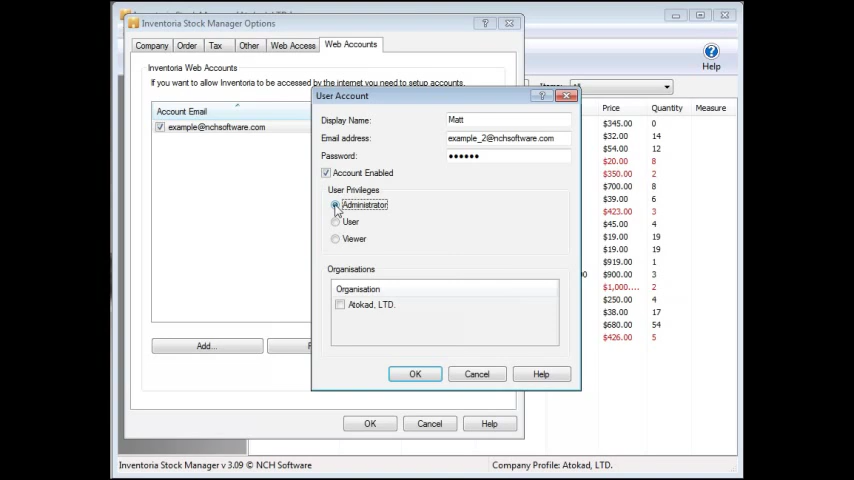 Inventoria Stock Manager Options
Help
Company
Order
Tax
Other
Web Access
Web Accounts
Inventoria Web Accounts
If you want to allow Inventoria to be accessed by the internet you need to setup accounts.
Account Email
example@nchsoftware.com
Add...
OK
Cancel
Help
User Account
Display Name:
Matt
Email address:
example_2@nchsoftware.com
Password:
••••••
Account Enabled
User Privileges
Administrator
User
Viewer
Organisations
Organisation
Atokad, LTD.
OK
Cancel
Help
Price Quantity Measure
$345.00 0
$32.00 14
$54.00 12
$20.00 8
$350.00 2
$700.00 8
$39.00 6
$423.00 3
$45.00 4
$19.00 19
$19.00 19
$919.00 1
$900.00 3
$1,000.... 2
$250.00 4
$38.00 17
$680.00 54
$426.00 5
Inventoria Stock Manager v 3.09 © NCH Software
Company Profile: Atokad, LTD.